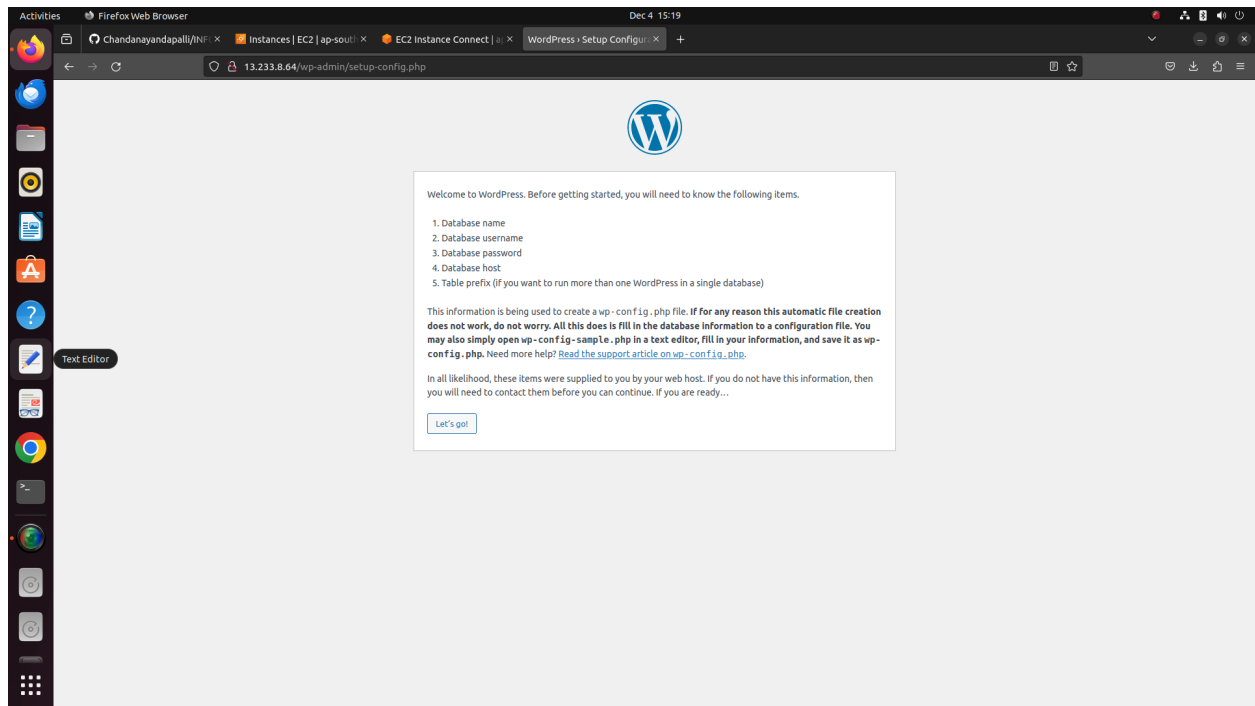 Activities Firefox Web Browser Dec 4 15:19
Chandanayandapalli/INF Instances | EC2 | ap-south EC2 Instance Connect | ap WordPress › Setup Configura
13.233.8.64/wp-admin/setup-config.php
Welcome to WordPress. Before getting started, you will need to know the following items.
1. Database name
2. Database username
3. Database password
4. Database host
5. Table prefix (if you want to run more than one WordPress in a single database)
This information is being used to create a wp-config.php file. If for any reason this automatic file creation
does not work, do not worry. All this does is fill in the database information to a configuration file. You
may also simply open wp-config-sample.php in a text editor, fill in your information, and save it as wp-
config.php. Need more help? Read the support article on wp-config.php.
Text Editor
In all likelihood, these items were supplied to you by your web host. If you do not have this information, then
you will need to contact them before you can continue. If you are ready…
Let's go!